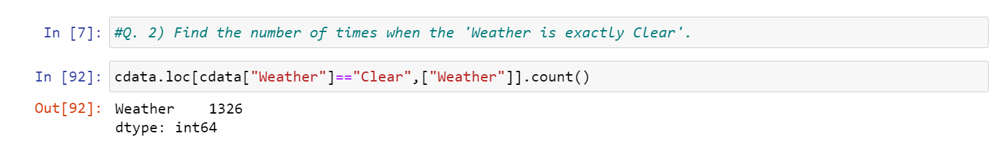 In [7]: #Q. 2) Find the number of times when the 'Weather is exactly Clear'.
In [92]: cdata.loc[cdata["Weather"]=="Clear",["Weather"]].count()
Out[92]: Weather    1326
dtype: int64